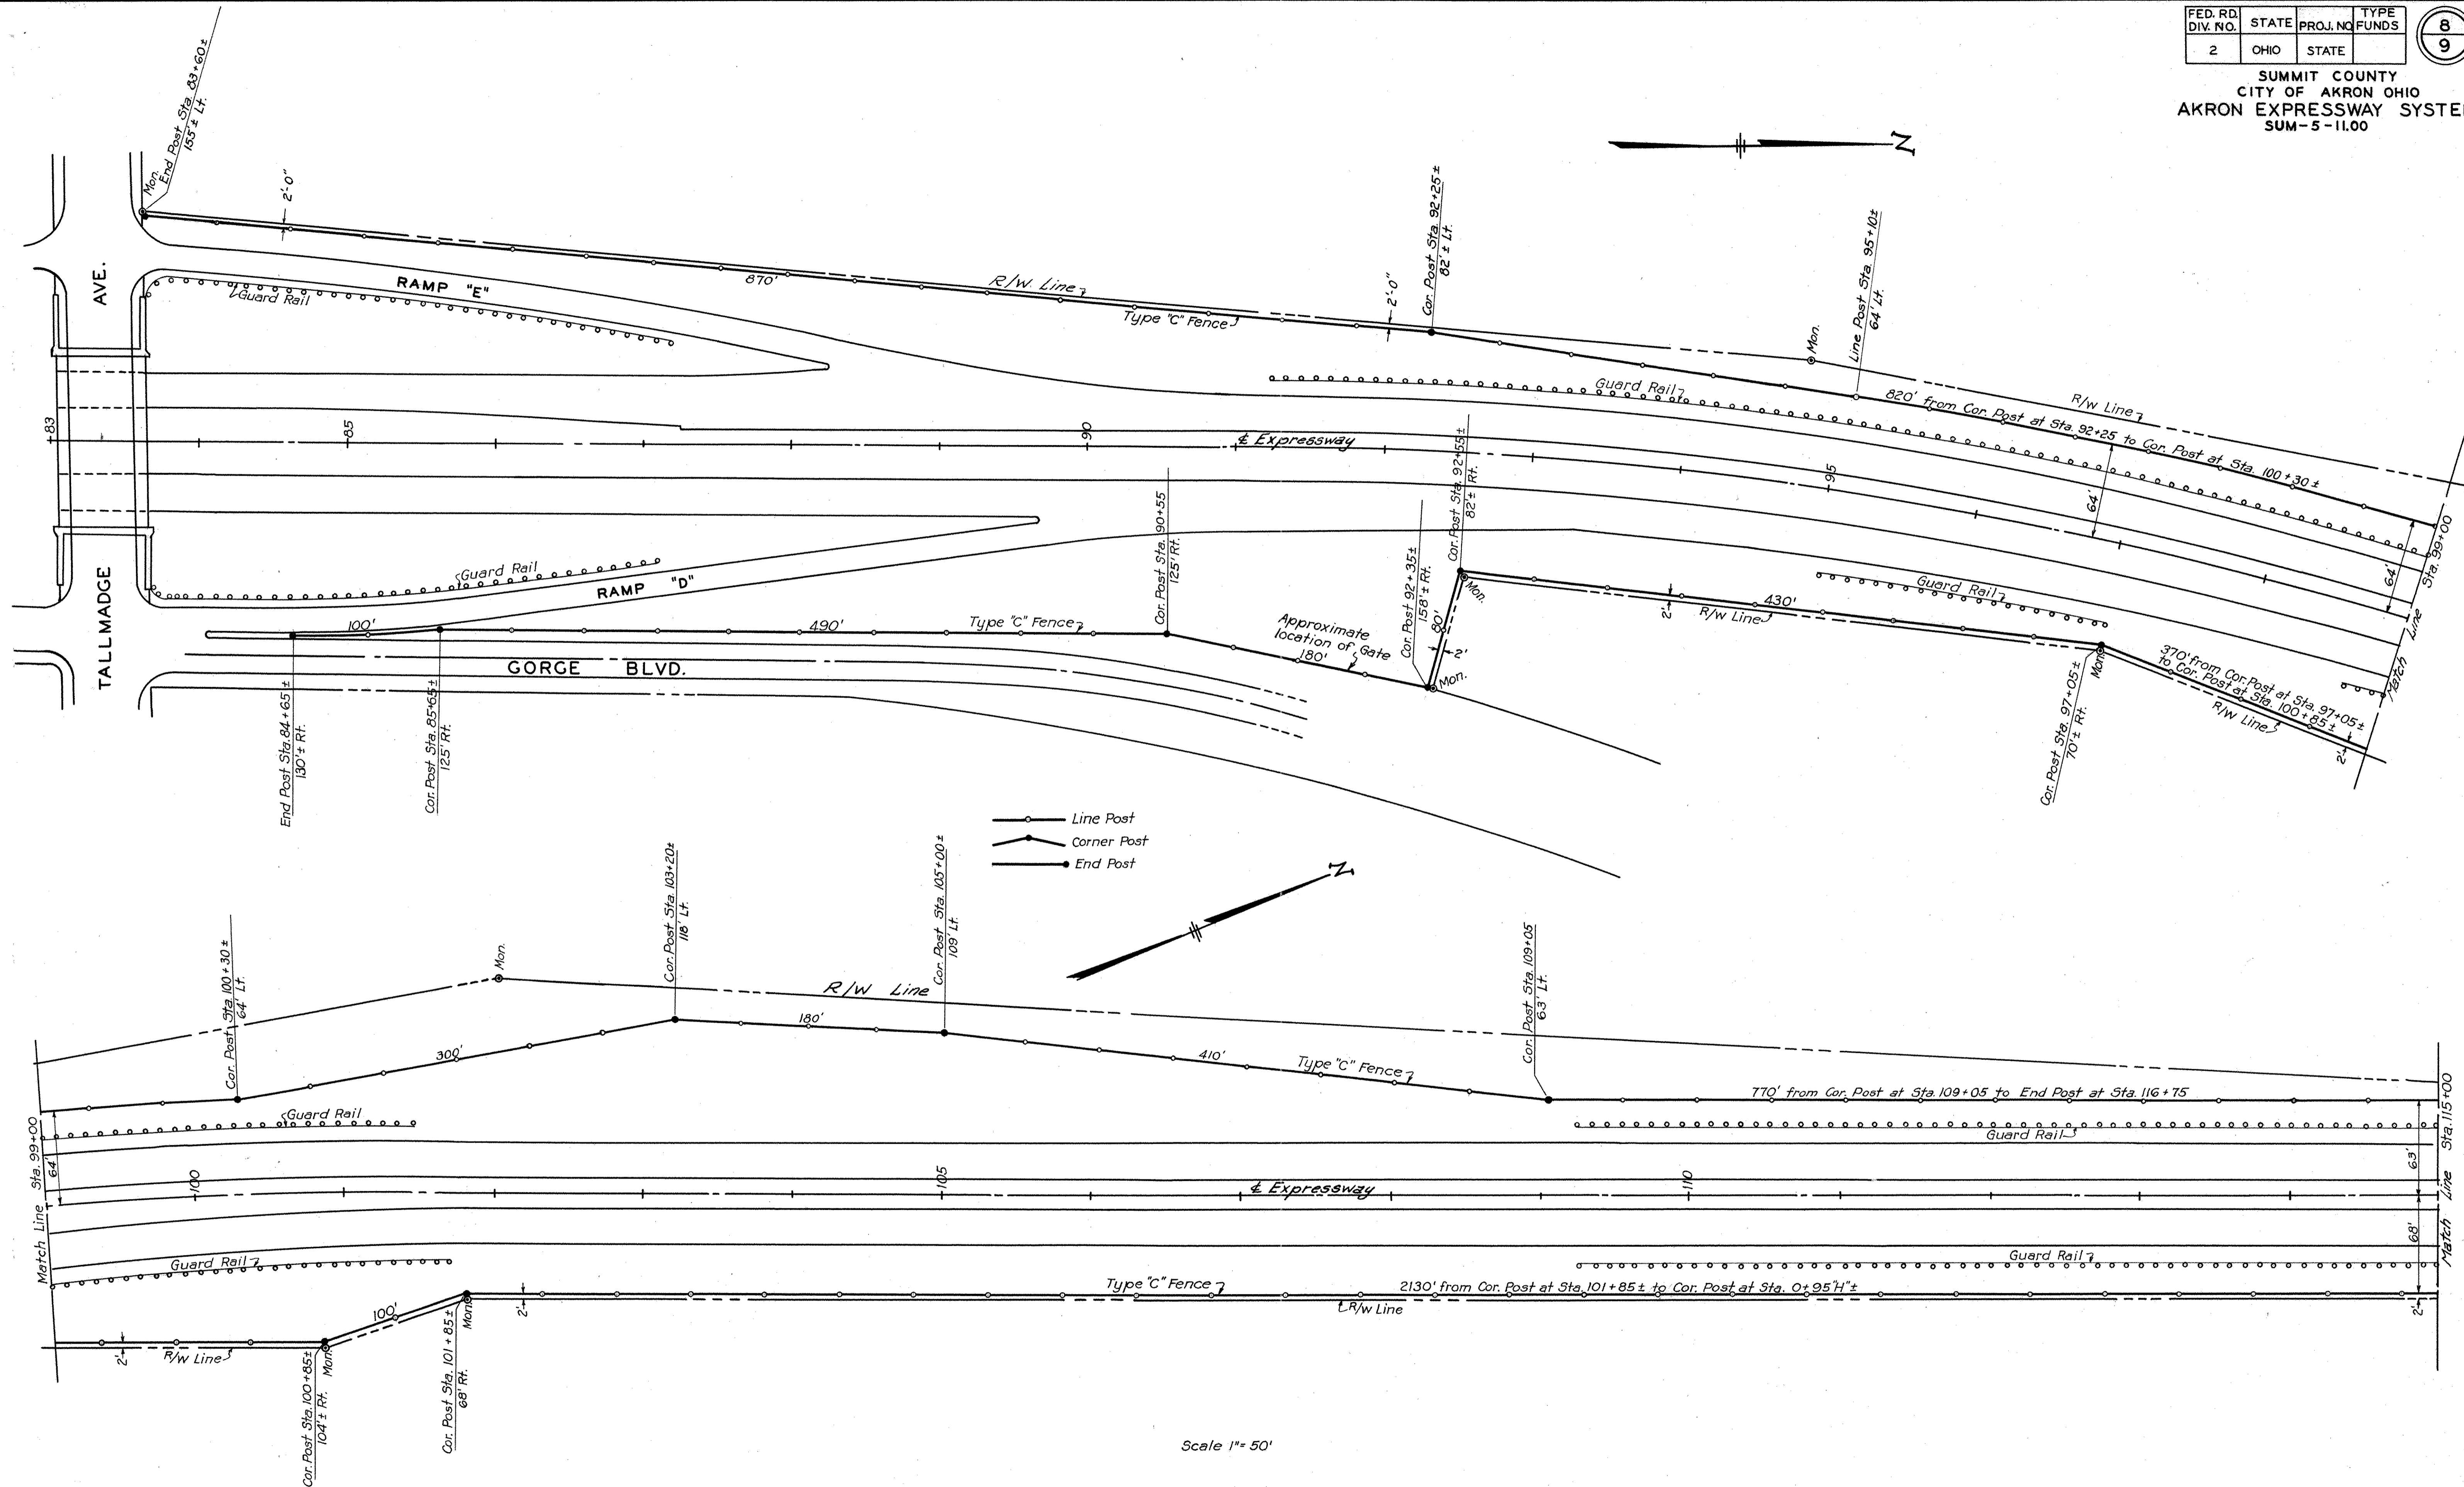 FED. RD. DIV. NO. STATE PROJ. NO. TYPE FUNDS
2 OHIO STATE
8
9
SUMMIT COUNTY
CITY OF AKRON OHIO
AKRON EXPRESSWAY SYSTE
SUM-5-11.00
N
Mon.
End Post Sta. 83+60±
155'± Lt.
2'-0"
AVE.
RAMP "E"
Guard Rail
870'
R/W. Line
Type "C" Fence
2'-0"
Cor. Post Sta. 92+25±
82'± Lt.
Mon.
Line Post Sta. 95+10±
64' Lt.
Guard Rail
820' from Cor. Post at Sta. 92+25 to Cor. Post at Sta. 100+30±
R/W Line
83
85
90
95
℄ Expressway
64'
64'
Match Line Sta. 99+00
TALLMADGE
Guard Rail
RAMP "D"
100'
490'
Type "C" Fence
GORGE BLVD.
End Post Sta. 84+65±
130'± Rt.
Cor. Post Sta. 85+65±
125' Rt.
Cor. Post Sta. 90+55
125' Rt.
Approximate
location of Gate
180'
Cor. Post 92+35±
158'± Rt.
80'
2'
Mon.
Cor. Post Sta. 92+55±
82'± Rt.
Mon.
2'
430'
R/W Line
Guard Rail
Cor. Post Sta. 97+05±
70'± Rt.
Mon.
370' from Cor. Post at Sta. 97+05±
to Cor. Post at Sta. 100+85±
R/W Line
2'
Line Post
Corner Post
End Post
N
Cor. Post Sta. 100+30±
64' Lt.
Mon.
Cor. Post Sta. 103+20±
118' Lt.
R/W Line
Cor. Post Sta. 105+00±
109' Lt.
Cor. Post Sta. 109+05
63' Lt.
300'
180'
410'
Type "C" Fence
770' from Cor. Post at Sta. 109+05 to End Post at Sta. 116+75
Guard Rail
Guard Rail
Match Line Sta. 99+00
64'
100
105
110
℄ Expressway
63'
68'
Match Line Sta. 115+00
Guard Rail
Guard Rail
Type "C" Fence
2130' from Cor. Post at Sta. 101+85± to Cor. Post at Sta. 0+95"H"±
R/W Line
100'
2'
2'
2'
R/W Line
Cor. Post Sta. 100+85±
104'± Rt.
Mon.
Cor. Post Sta. 101+85±
68' Rt.
Mon.
Scale 1"= 50'